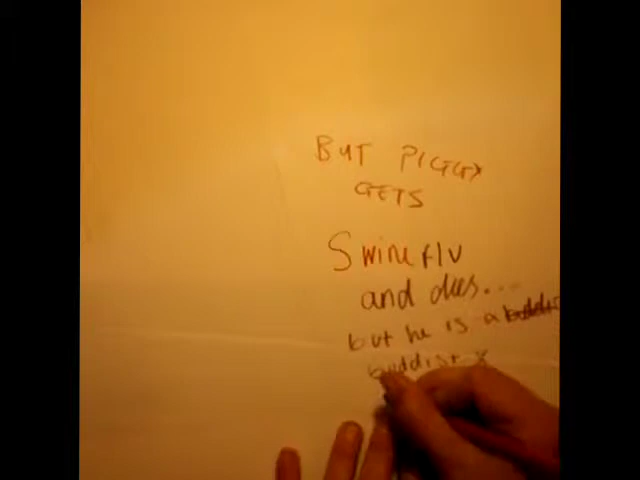 BUT PIGGY
GETS
Swine flu
and dies...
but he is a
buddist x